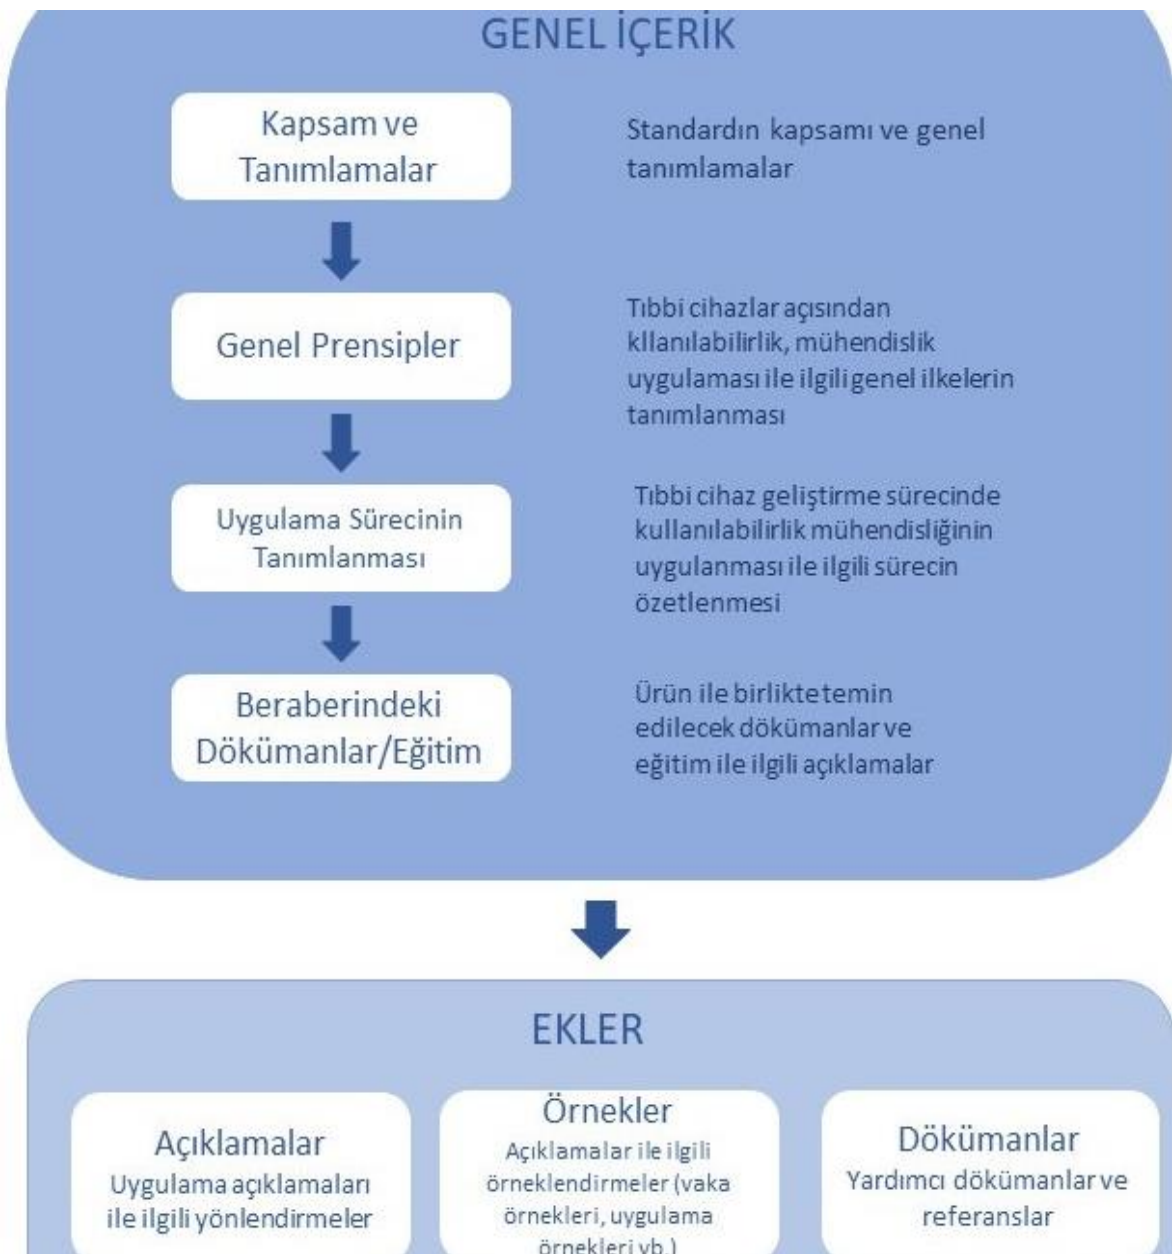 GENEL İÇERİK
Kapsam ve
Tanımlamalar
Standardın kapsamı ve genel
tanımlamalar
Genel Prensipler
Tıbbi cihazlar açısından
kllanılabilirlik, mühendislik
uygulaması ile ilgili genel ilkelerin
tanımlanması
Uygulama Sürecinin
Tanımlanması
Tıbbi cihaz geliştirme sürecinde
kullanılabilirlik mühendisliğinin
uygulanması ile ilgili sürecin
özetlenmesi
Beraberindeki
Dökümanlar/Eğitim
Ürün ile birlikte temin
edilecek dökümanlar ve
eğitim ile ilgili açıklamalar
EKLER
Açıklamalar
Uygulama açıklamaları
ile ilgili yönlendirmeler
Örnekler
Açıklamalar ile ilgili
örneklendirmeler (vaka
örnekleri, uygulama
örnekleri vb.)
Dökümanlar
Yardımcı dökümanlar ve
referanslar